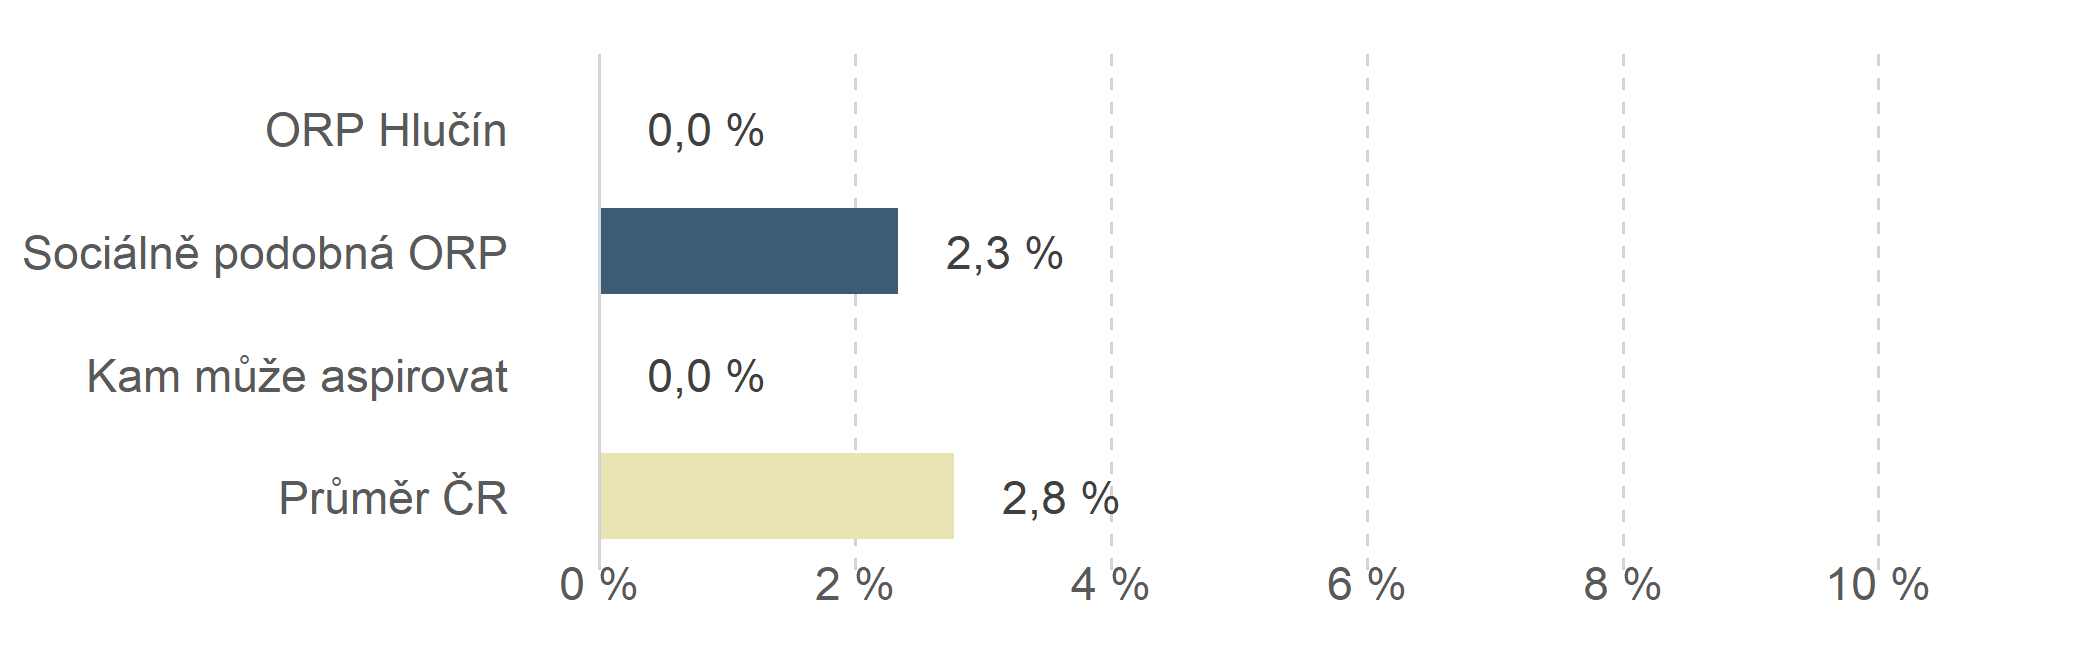 ORP Hlučín 0,0 %
Sociálně podobná ORP 2,3 %
Kam může aspirovat 0,0 %
Průměr ČR 2,8 %
0 % 2 % 4 % 6 % 8 % 10 %